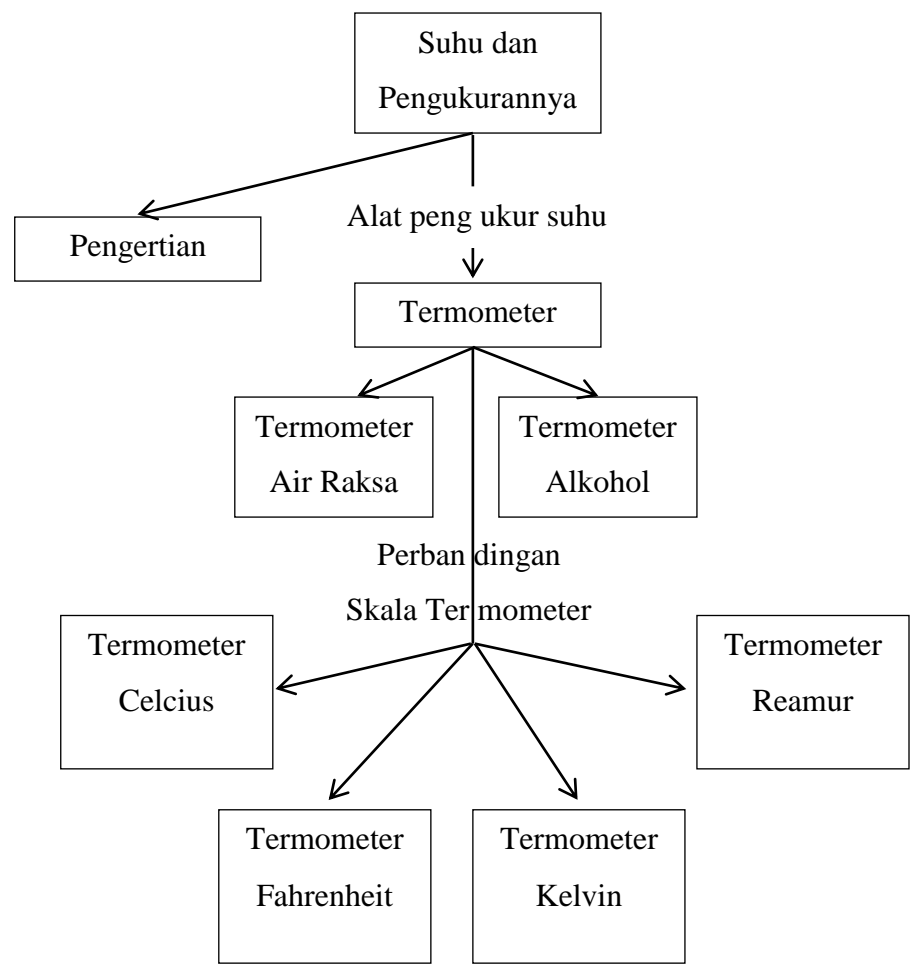 Suhu dan
Pengukurannya
Pengertian
Alat peng ukur suhu
Termometer
Termometer
Air Raksa
Termometer
Alkohol
Perban dingan
Skala Ter mometer
Termometer
Celcius
Termometer
Reamur
Termometer
Fahrenheit
Termometer
Kelvin